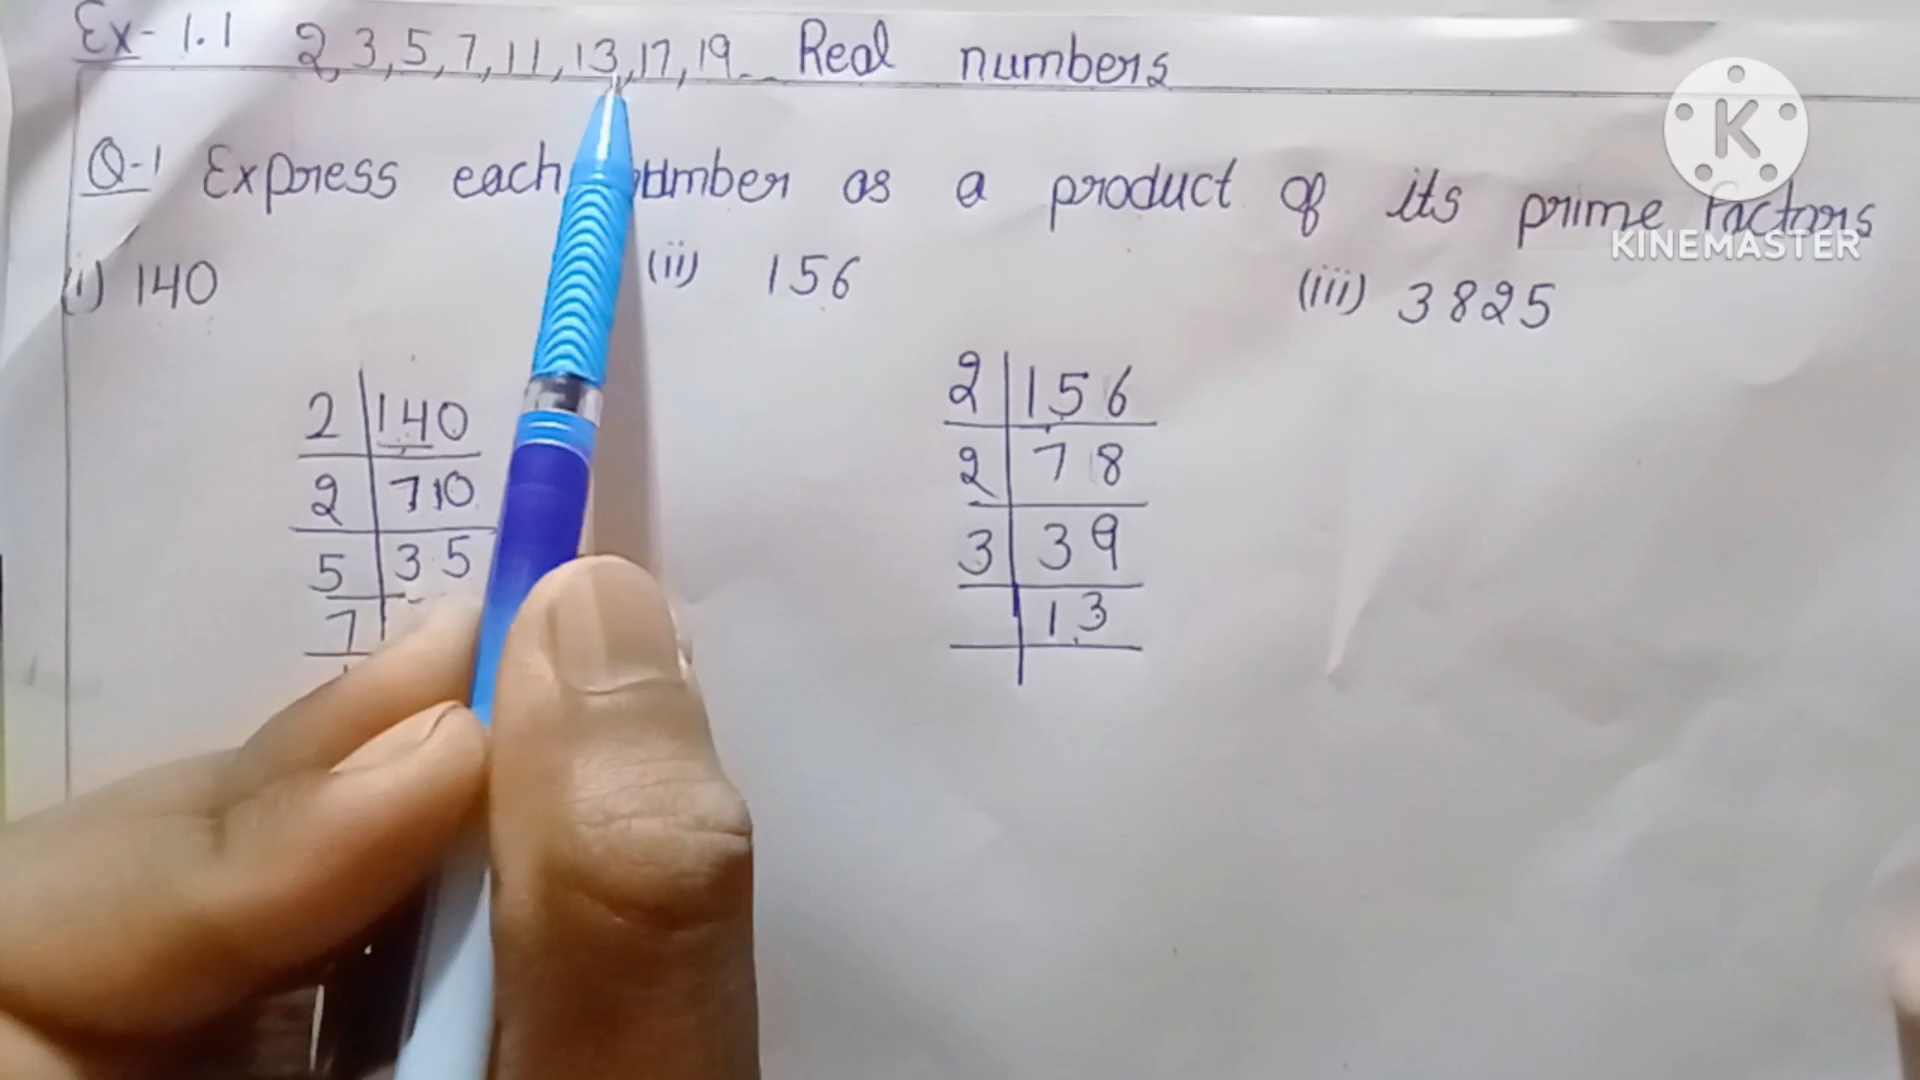 Ex- 1.1 2,3,5,7,11,13,17,19.. Real numbers
Q-1 Express each number as a product of its prime factors
(i) 140 (ii) 156 (iii) 3825
2 140
2 70
5 35
7
2 156
2 78
3 39
13
K
KINEMASTER